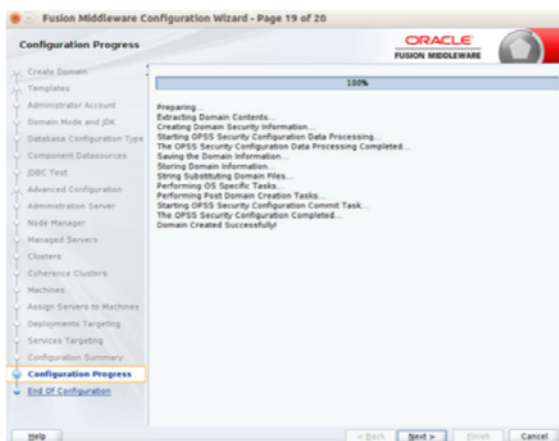 Fusion Middleware Configuration Wizard - Page 19 of 20
Configuration Progress
ORACLE
FUSION MIDDLEWARE
Create Domain
Templates
Administrator Account
Domain Mode and JDK
Database Configuration Type
Component Datasources
JDBC Test
Advanced Configuration
Administration Server
Node Manager
Managed Servers
Clusters
Coherence Clusters
Machines
Assign Servers to Machines
Deployments Targeting
Services Targeting
Configuration Summary
Configuration Progress
End Of Configuration
100%
Preparing...
Extracting Domain Contents...
Creating Domain Security Information...
Starting OPSS Security Configuration Data Processing...
The OPSS Security Configuration Data Processing Completed...
Saving the Domain Information...
Storing Domain Information...
String Substituting Domain Files...
Performing OS Specific Tasks...
Performing Post Domain Creation Tasks...
Starting OPSS Security Configuration Commit Task...
The OPSS Security Configuration Completed...
Domain Created Successfully!
Help
< Back
Next >
Finish
Cancel